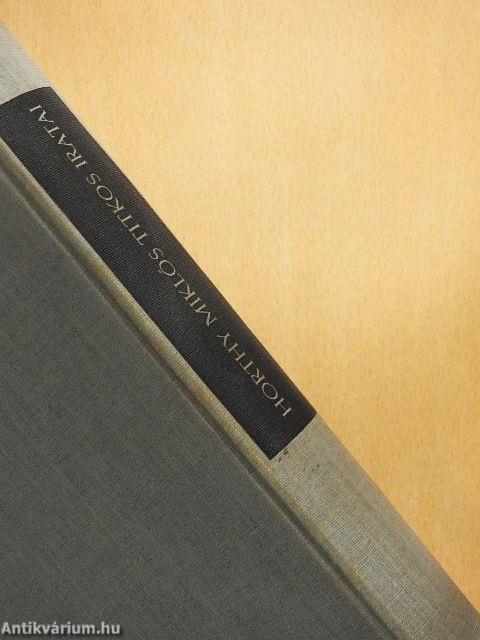 HORTHY MIKLÓS TITKOS IRATAI
Antikvárium.hu